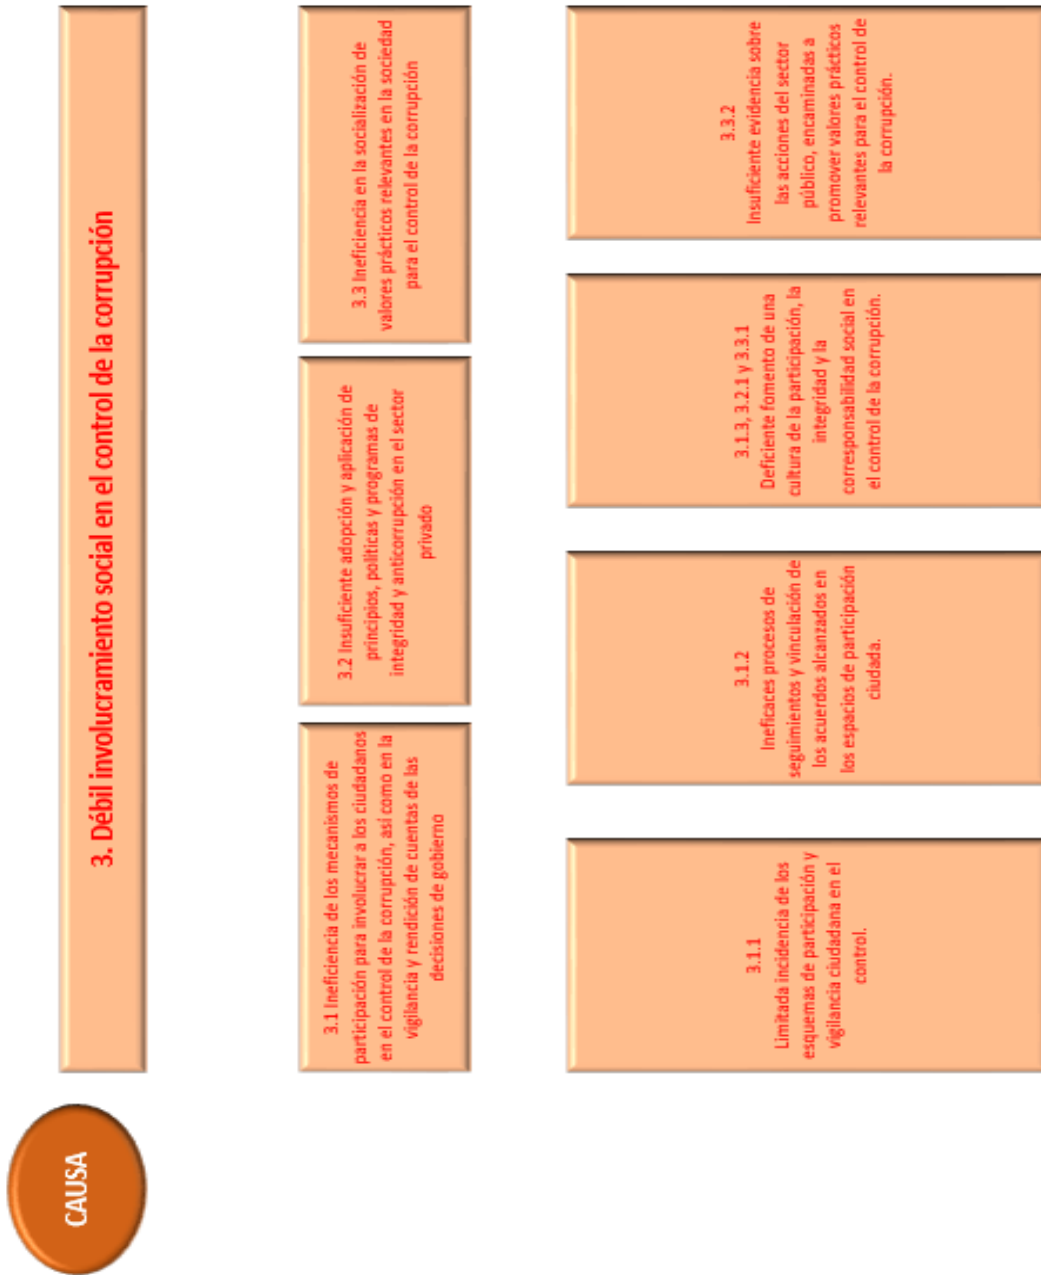 CAUSA
3. Débil involucramiento social en el control de la corrupción
3.1 Ineficiencia de los mecanismos de
participación para involucrar a los ciudadanos
en el control de la corrupción, así como en la
vigilancia y rendición de cuentas de las
decisiones de gobierno
3.2 Insuficiente adopción y aplicación de
principios, políticas y programas de
integridad y anticorrupción en el sector
privado
3.3 Ineficiencia en la socialización de
valores prácticos relevantes en la sociedad
para el control de la corrupción
3.1.1
Limitada incidencia de los
esquemas de participación y
vigilancia ciudadana en el
control.
3.1.2
Ineficaces procesos de
seguimientos y vinculación de
los acuerdos alcanzados en
los espacios de participación
ciudada.
3.1.3, 3.2.1 y 3.3.1
Deficiente fomento de una
cultura de la participación, la
integridad y la
corresponsabilidad social en
el control de la corrupción.
3.3.2
Insuficiente evidencia sobre
las acciones del sector
público, encaminadas a
promover valores prácticos
relevantes para el control de
la corrupción.